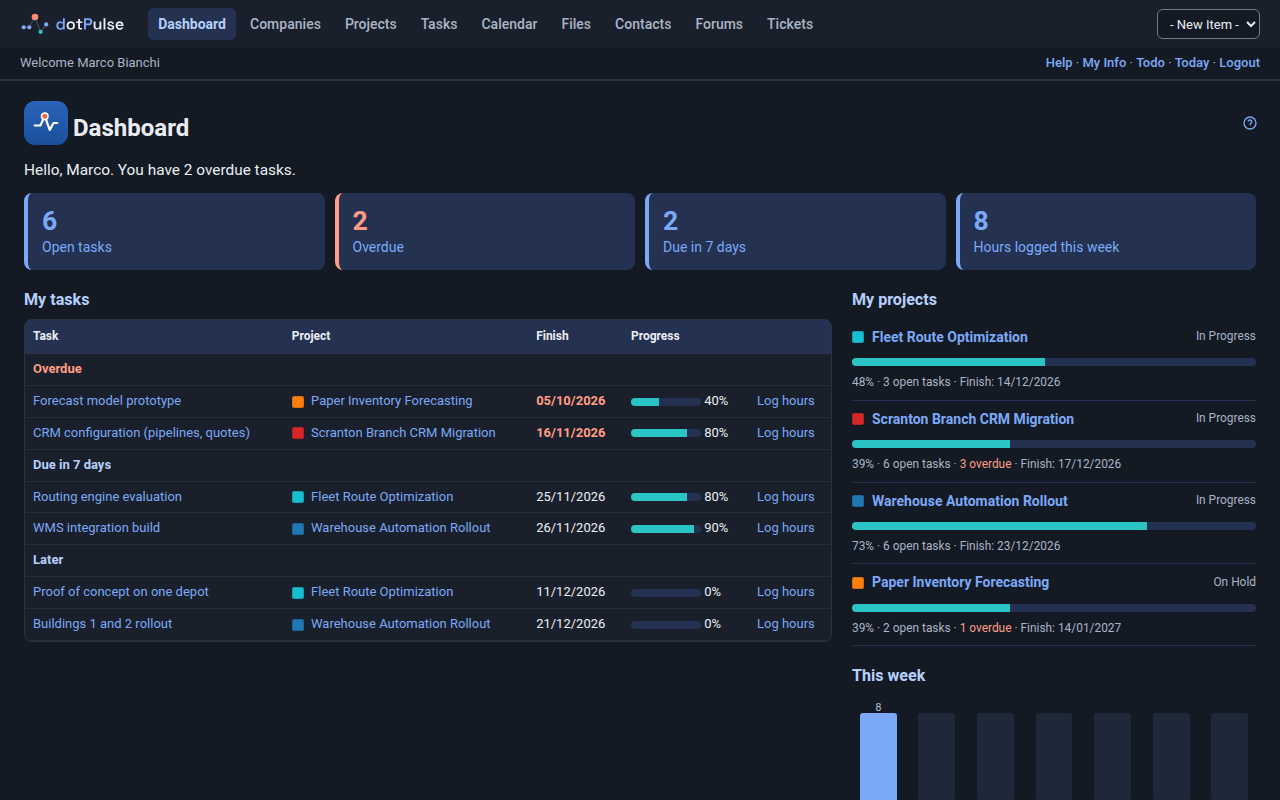 dotPulse Dashboard Companies Projects Tasks Calendar Files Contacts Forums Tickets - New Item -
Welcome Marco Bianchi Help · My Info · Todo · Today · Logout
Dashboard
Hello, Marco. You have 2 overdue tasks.
6 2 2 8
Open tasks Overdue Due in 7 days Hours logged this week
My tasks
Task Project Finish Progress
Overdue
Forecast model prototype Paper Inventory Forecasting 05/10/2026 40% Log hours
CRM configuration (pipelines, quotes) Scranton Branch CRM Migration 16/11/2026 80% Log hours
Due in 7 days
Routing engine evaluation Fleet Route Optimization 25/11/2026 80% Log hours
WMS integration build Warehouse Automation Rollout 26/11/2026 90% Log hours
Later
Proof of concept on one depot Fleet Route Optimization 11/12/2026 0% Log hours
Buildings 1 and 2 rollout Warehouse Automation Rollout 21/12/2026 0% Log hours
My projects
Fleet Route Optimization In Progress
48% · 3 open tasks · Finish: 14/12/2026
Scranton Branch CRM Migration In Progress
39% · 6 open tasks · 3 overdue · Finish: 17/12/2026
Warehouse Automation Rollout In Progress
73% · 6 open tasks · Finish: 23/12/2026
Paper Inventory Forecasting On Hold
39% · 2 open tasks · 1 overdue · Finish: 14/01/2027
This week
8